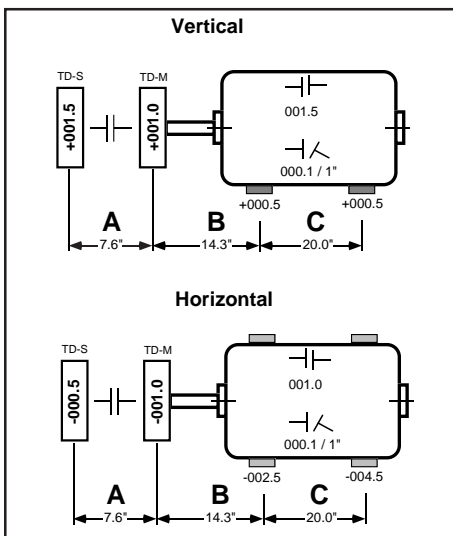 Vertical
TD-S TD-M
+001.5 +001.0 001.5
000.1 / 1"
+000.5 +000.5
A B C
7.6" 14.3" 20.0"
Horizontal
TD-S TD-M
-000.5 -001.0 001.0
000.1 / 1"
-002.5 -004.5
A B C
7.6" 14.3" 20.0"